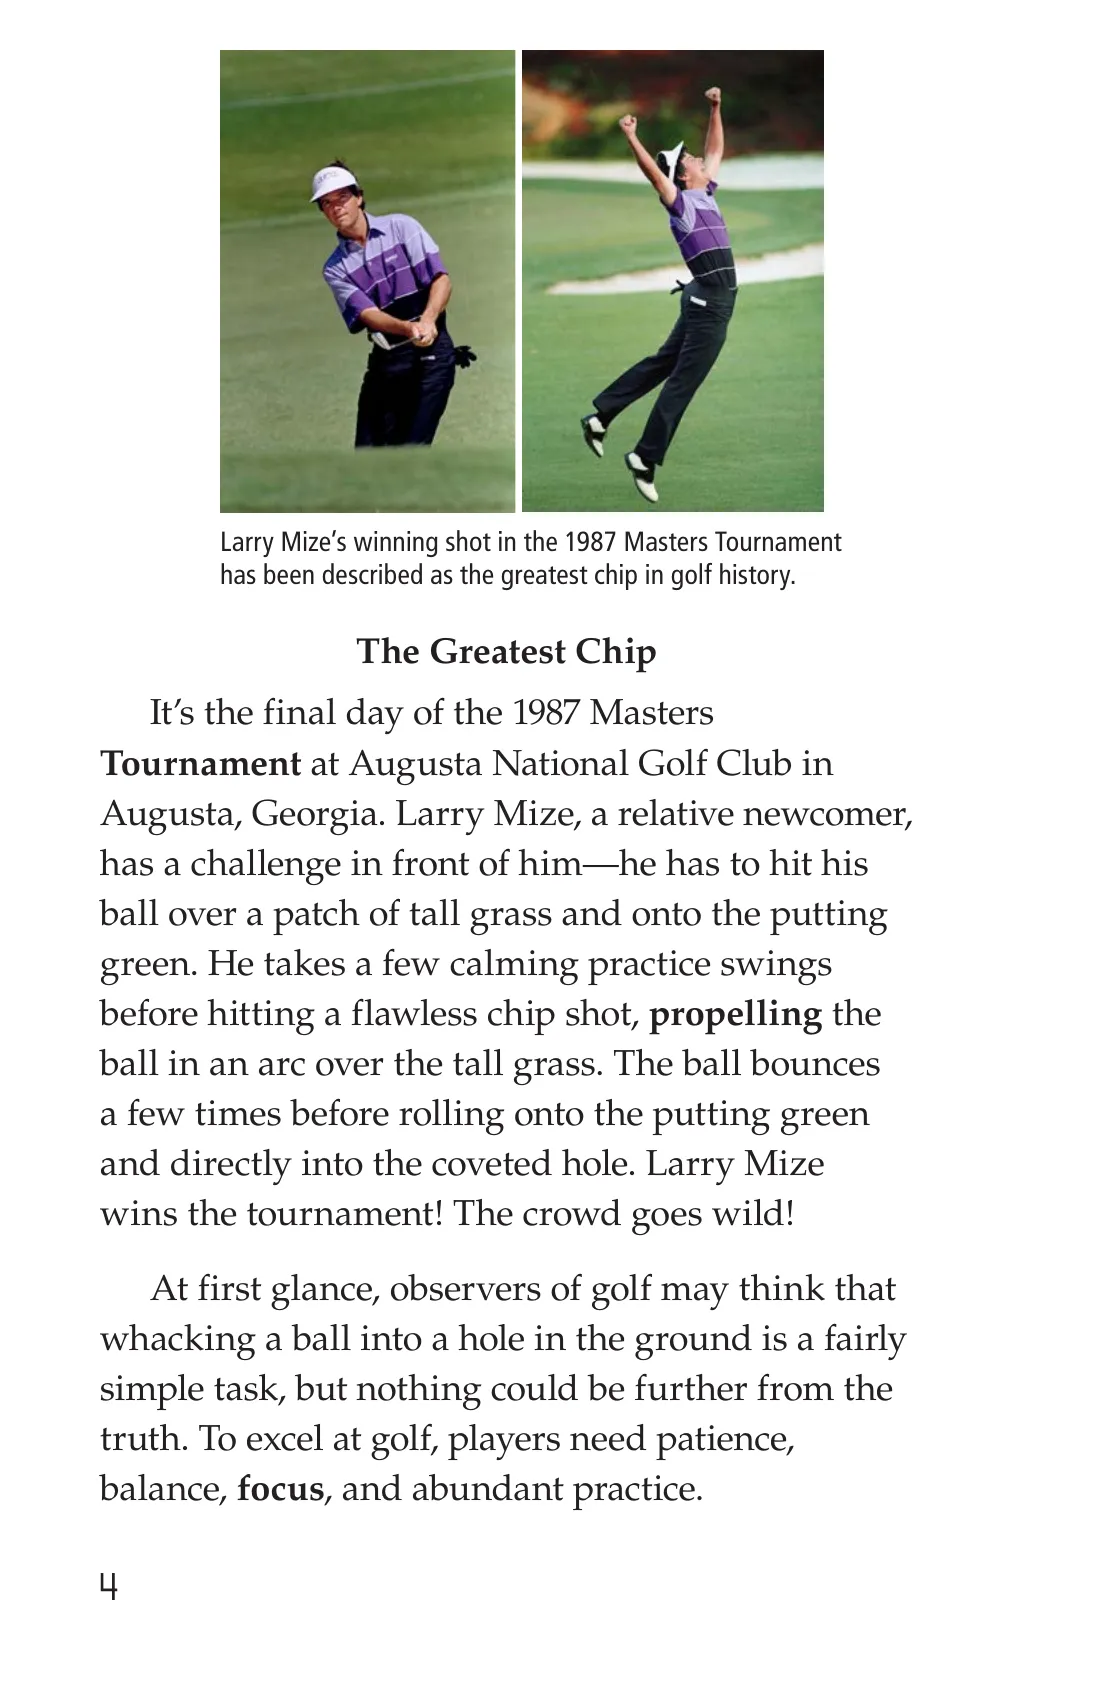 Larry Mize’s winning shot in the 1987 Masters Tournament
has been described as the greatest chip in golf history.
The Greatest Chip
It’s the final day of the 1987 Masters
Tournament at Augusta National Golf Club in
Augusta, Georgia. Larry Mize, a relative newcomer,
has a challenge in front of him—he has to hit his
ball over a patch of tall grass and onto the putting
green. He takes a few calming practice swings
before hitting a flawless chip shot, propelling the
ball in an arc over the tall grass. The ball bounces
a few times before rolling onto the putting green
and directly into the coveted hole. Larry Mize
wins the tournament! The crowd goes wild!
At first glance, observers of golf may think that
whacking a ball into a hole in the ground is a fairly
simple task, but nothing could be further from the
truth. To excel at golf, players need patience,
balance, focus, and abundant practice.
4